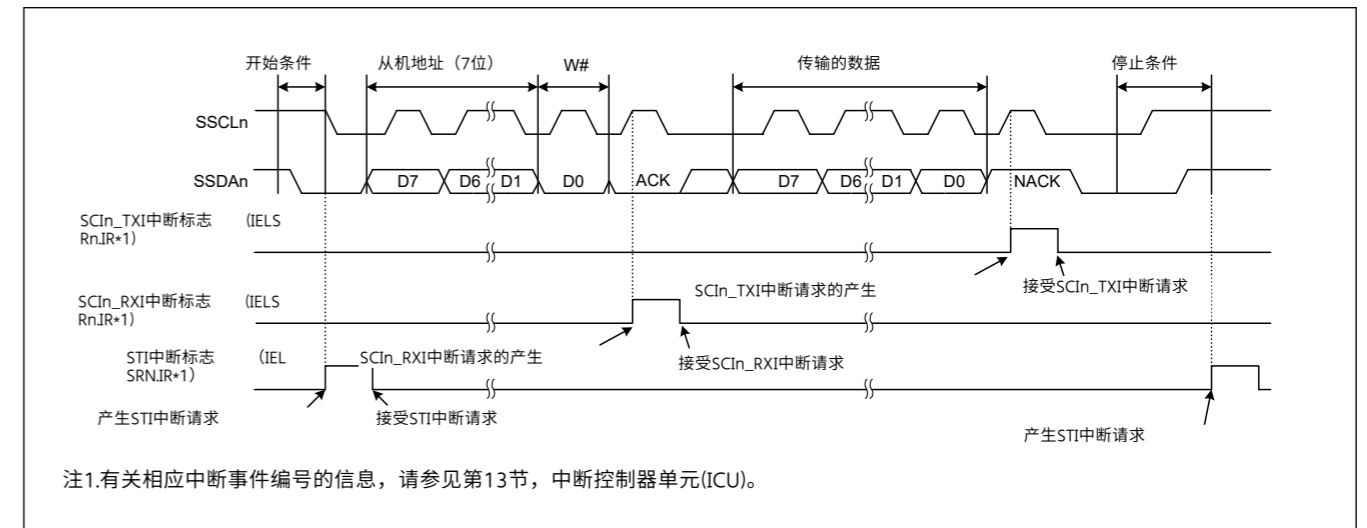 开始条件 从机地址（7位） W# 传输的数据 停止条件
SSCLn
SSDAn D7 D6 D1 D0 ACK D7 D6 D1 D0 NACK
SCIn_TXI中断标志 (IELS
Rn.IR*1)
SCIn_TXI中断请求的产生 接受SCIn_TXI中断请求
SCIn_RXI中断标志 (IELS
Rn.IR*1)
SCIn_RXI中断请求的产生 接受SCIn_RXI中断请求
STI中断标志 (IEL
SRN.IR*1)
产生STI中断请求 接受STI中断请求 产生STI中断请求
注1.有关相应中断事件编号的信息，请参见第13节，中断控制器单元(ICU)。